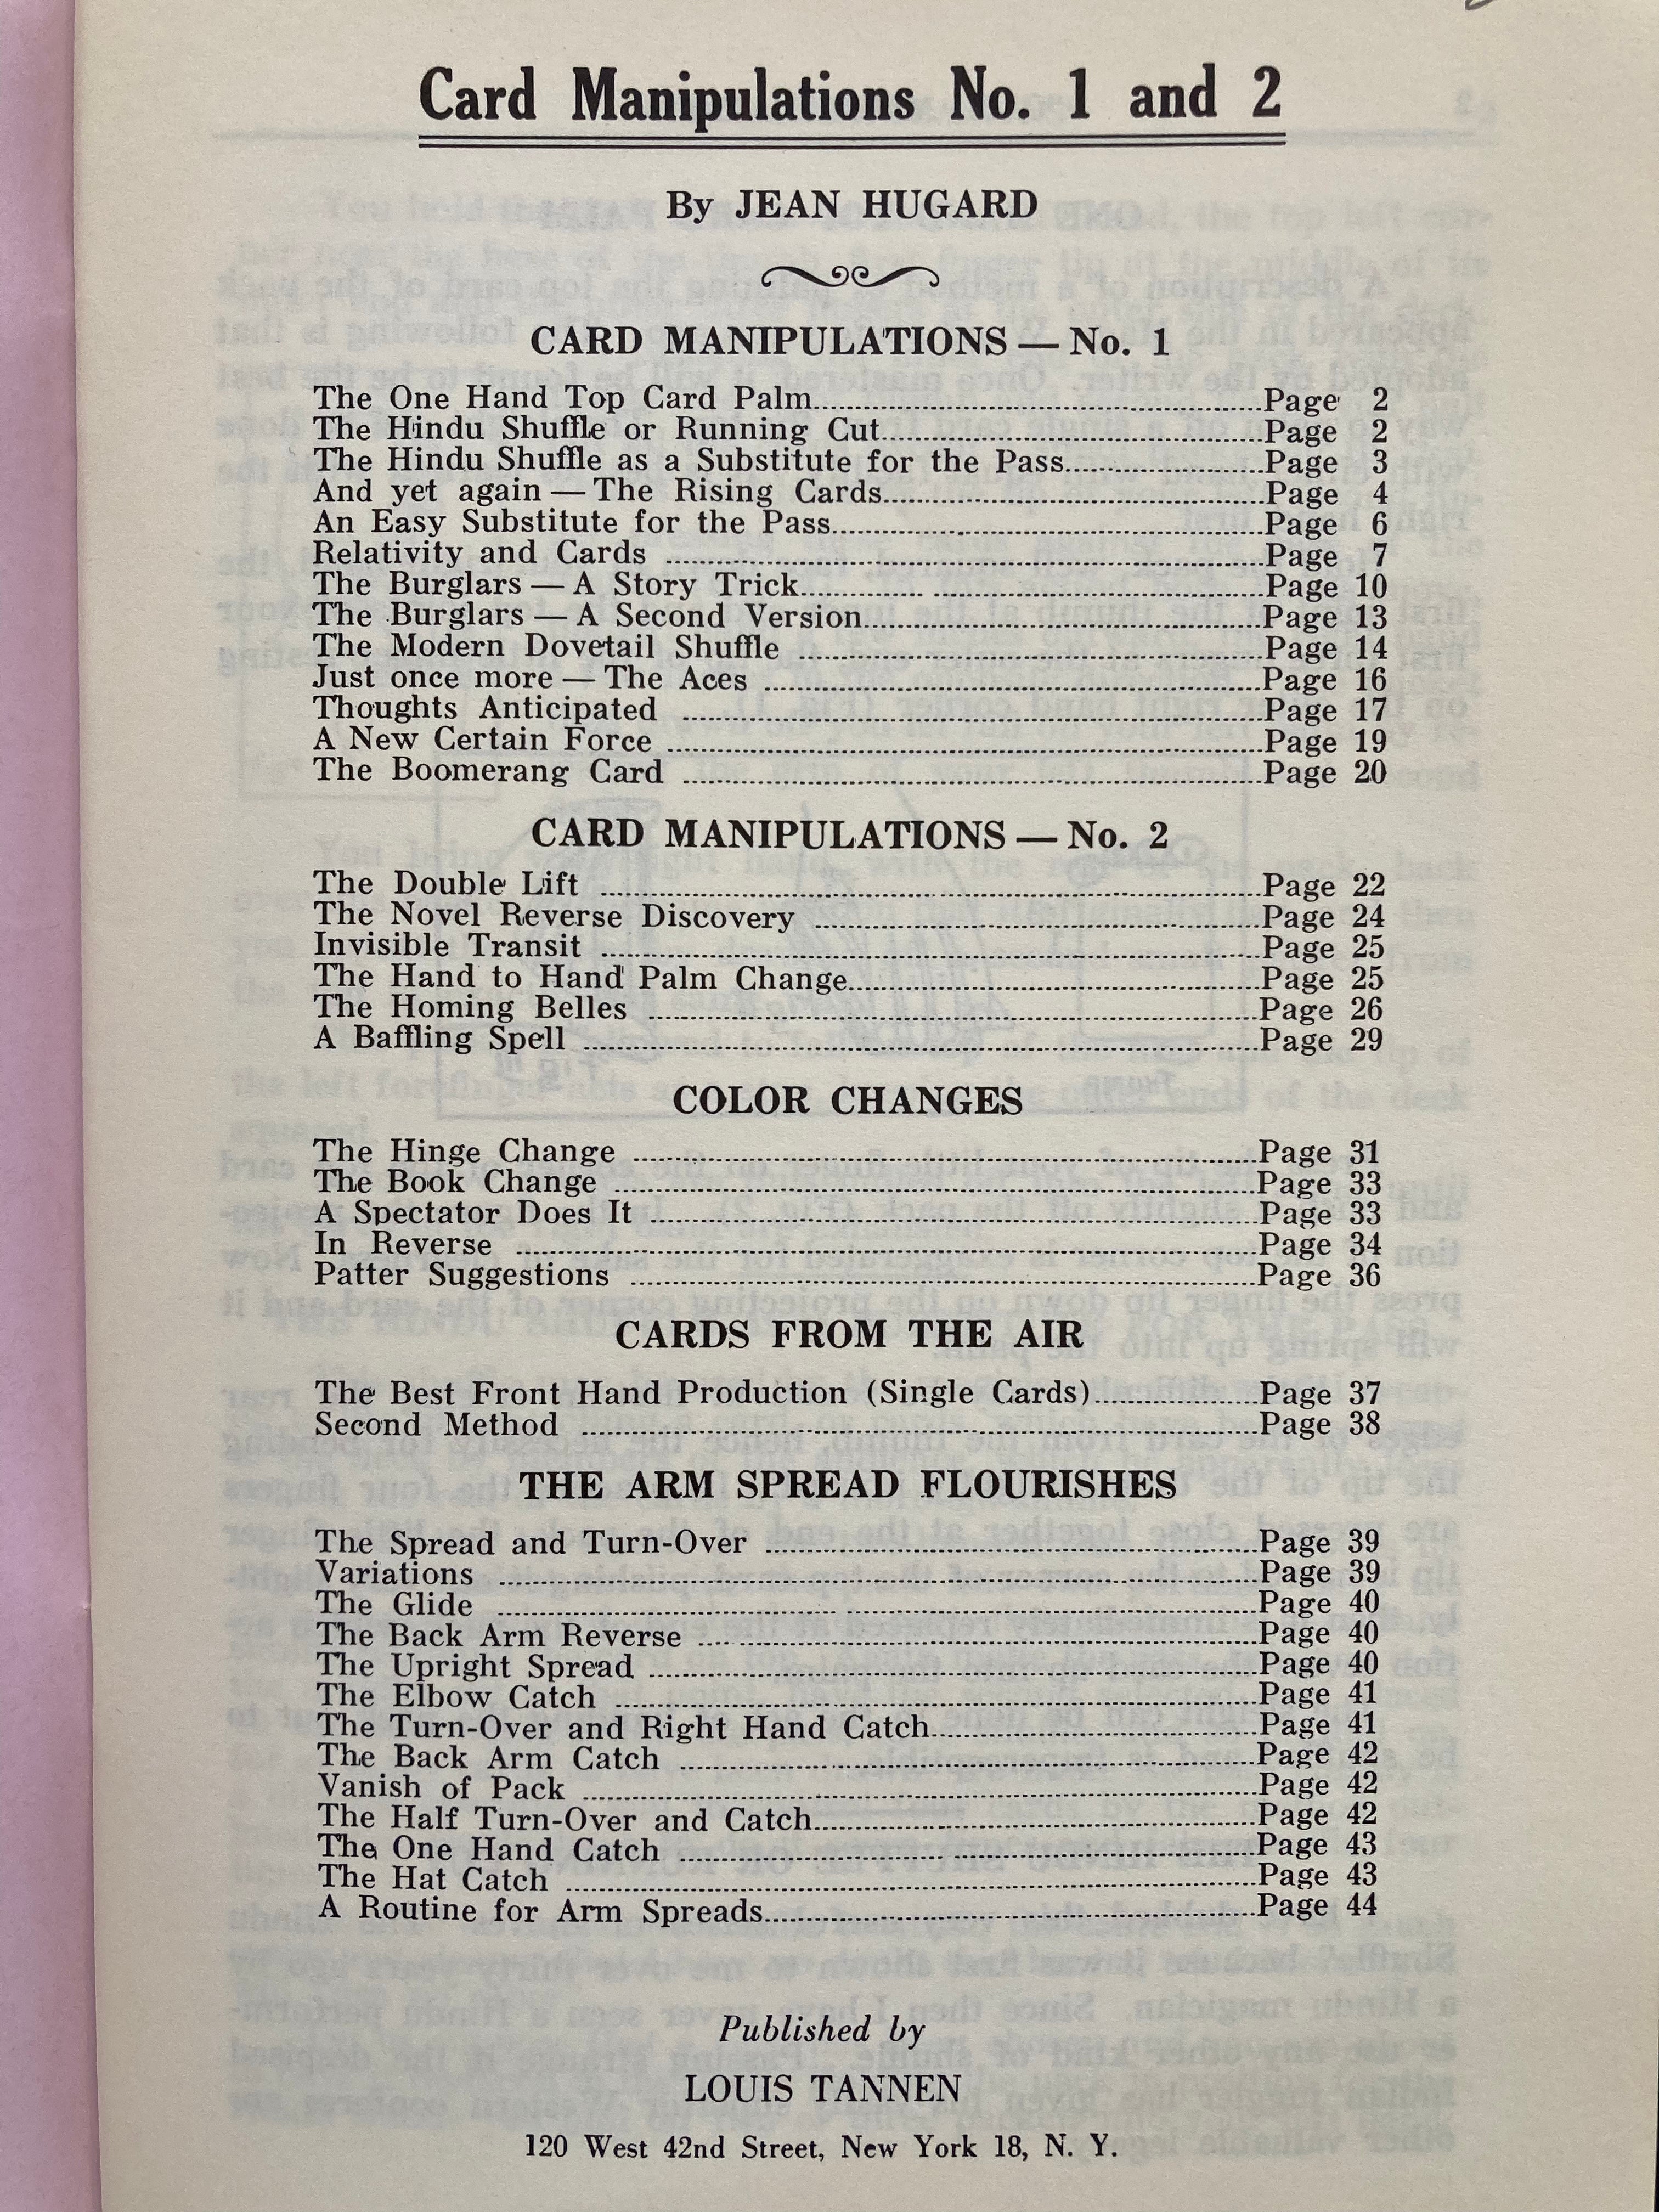 Card Manipulations No. 1 and 2
By JEAN HUGARD
CARD MANIPULATIONS — No. 1
The One Hand Top Card Palm....Page 2
The Hindu Shuffle or Running Cut....Page 2
The Hindu Shuffle as a Substitute for the Pass....Page 3
And yet again — The Rising Cards....Page 4
An Easy Substitute for the Pass....Page 6
Relativity and Cards ....Page 7
The Burglars — A Story Trick....Page 10
The Burglars — A Second Version....Page 13
The Modern Dovetail Shuffle ....Page 14
Just once more — The Aces ....Page 16
Thoughts Anticipated ....Page 17
A New Certain Force ....Page 19
The Boomerang Card ....Page 20
CARD MANIPULATIONS — No. 2
The Double Lift ....Page 22
The Novel Reverse Discovery ....Page 24
Invisible Transit ....Page 25
The Hand to Hand Palm Change....Page 25
The Homing Belles ....Page 26
A Baffling Spell ....Page 29
COLOR CHANGES
The Hinge Change ....Page 31
The Book Change ....Page 33
A Spectator Does It ....Page 33
In Reverse ....Page 34
Patter Suggestions ....Page 36
CARDS FROM THE AIR
The Best Front Hand Production (Single Cards)....Page 37
Second Method ....Page 38
THE ARM SPREAD FLOURISHES
The Spread and Turn-Over ....Page 39
Variations ....Page 39
The Glide ....Page 40
The Back Arm Reverse ....Page 40
The Upright Spread ....Page 40
The Elbow Catch ....Page 41
The Turn-Over and Right Hand Catch....Page 41
The Back Arm Catch ....Page 42
Vanish of Pack ....Page 42
The Half Turn-Over and Catch....Page 42
The One Hand Catch ....Page 43
The Hat Catch ....Page 43
A Routine for Arm Spreads....Page 44
Published by
LOUIS TANNEN
120 West 42nd Street, New York 18, N. Y.